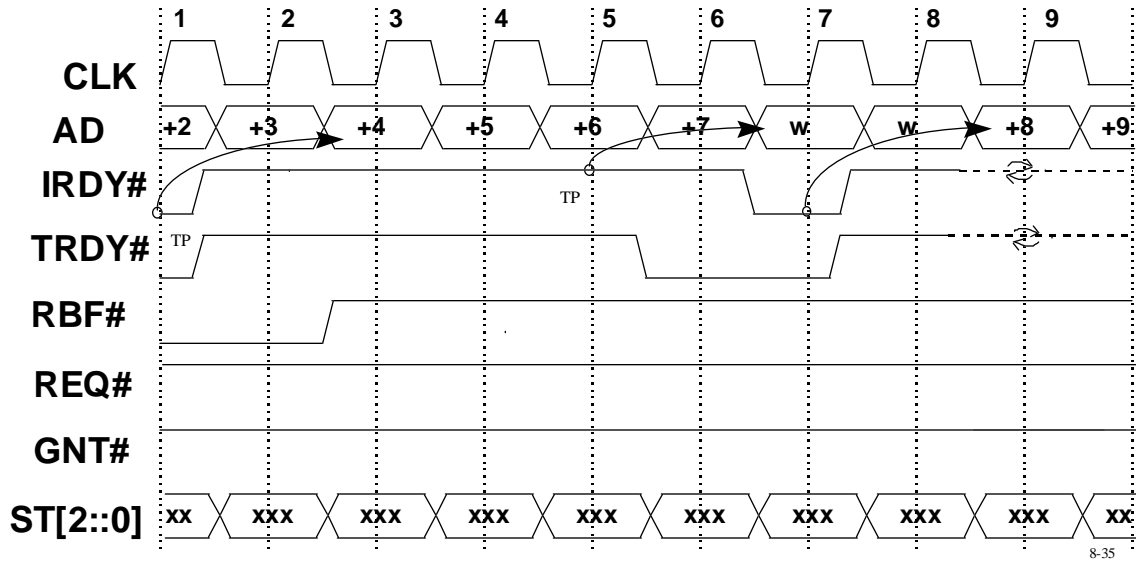 1 2 3 4 5 6 7 8 9
CLK
AD +2 +3 +4 +5 +6 +7 w w +8 +9
IRDY#
TP
TRDY# TP
RBF#
REQ#
GNT#
ST[2::0] xx xxx xxx xxx xxx xxx xxx xxx xxx xx
8-35